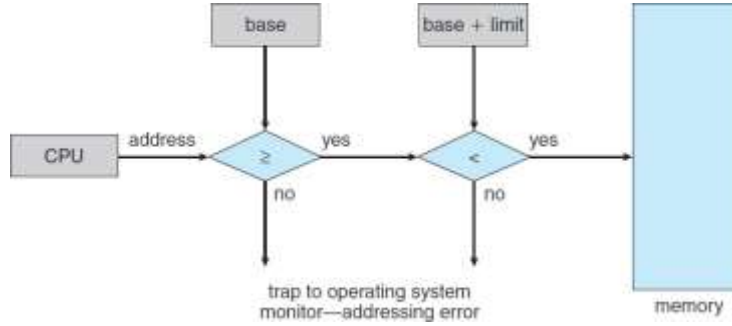 base
base + limit
CPU
address
≥
yes
<
yes
no
no
trap to operating system
monitor—addressing error
memory